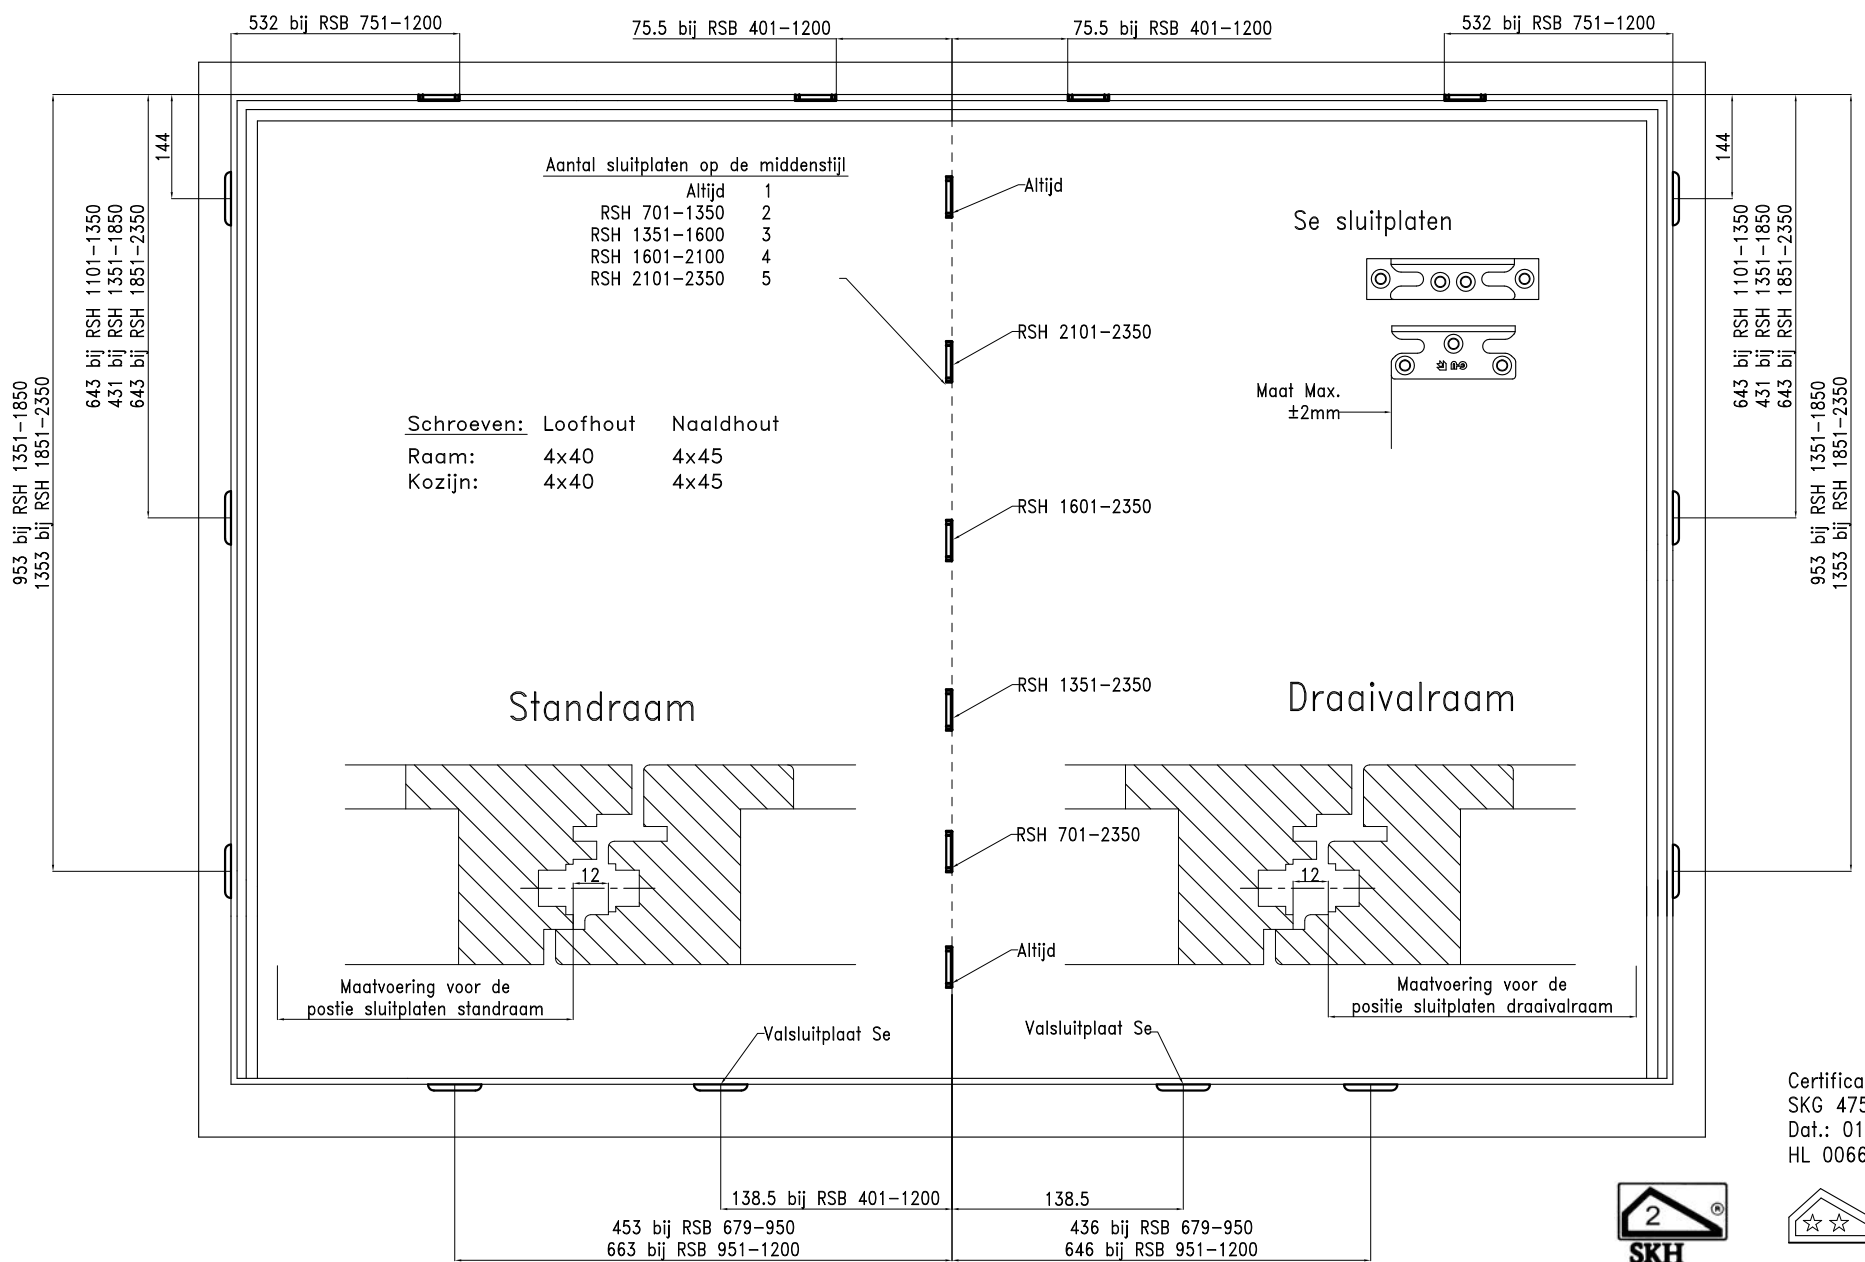 532 bij RSB 751-1200
75.5 bij RSB 401-1200
75.5 bij RSB 401-1200
532 bij RSB 751-1200
144
643 bij RSH 1101-1350
431 bij RSH 1351-1850
643 bij RSH 1851-2350
953 bij RSH 1351-1850
1353 bij RSH 1851-2350
Aantal sluitplaten op de middenstijl
Altijd 1
RSH 701-1350 2
RSH 1351-1600 3
RSH 1601-2100 4
RSH 2101-2350 5
Altijd
RSH 2101-2350
RSH 1601-2350
RSH 1351-2350
RSH 701-2350
Altijd
Se sluitplaten
Maat Max.
±2mm
144
643 bij RSH 1101-1350
431 bij RSH 1351-1850
643 bij RSH 1851-2350
953 bij RSH 1351-1850
1353 bij RSH 1851-2350
Schroeven: Loofhout Naaldhout
Raam: 4x40 4x45
Kozijn: 4x40 4x45
Standraam
Draaivalraam
12
12
Maatvoering voor de
postie sluitplaten standraam
Maatvoering voor de
positie sluitplaten draaivalraam
Valsluitplaat Se
Valsluitplaat Se
138.5 bij RSB 401-1200
138.5
453 bij RSB 679-950
663 bij RSB 951-1200
436 bij RSB 679-950
646 bij RSB 951-1200
Certifica
SKG 475
Dat.: 01
HL 0066
2 ®
SKH